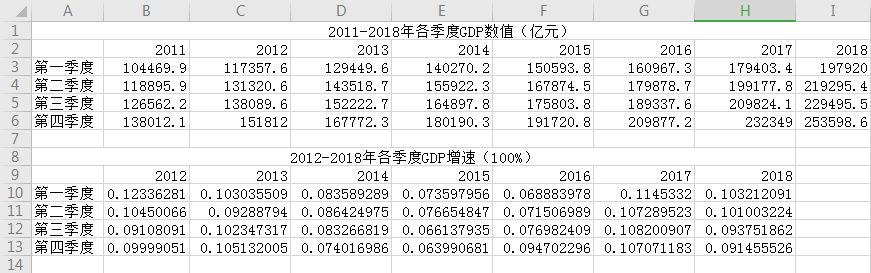 A B C D E F G H I
1 2011-2018年各季度GDP数值（亿元）
2 2011 2012 2013 2014 2015 2016 2017 2018
3 第一季度 104469.9 117357.6 129449.6 140270.2 150593.8 160967.3 179403.4 197920
4 第二季度 118895.9 131320.6 143518.7 155922.3 167874.5 179878.7 199177.8 219295.4
5 第三季度 126562.2 138089.6 152222.7 164897.8 175803.8 189337.6 209824.1 229495.5
6 第四季度 138012.1 151812 167772.3 180190.3 191720.8 209877.2 232349 253598.6
7
8 2012-2018年各季度GDP增速（100%）
9 2012 2013 2014 2015 2016 2017 2018
10 第一季度 0.12336281 0.103035509 0.083589289 0.073597956 0.068883978 0.1145332 0.103212091
11 第二季度 0.10450066 0.09288794 0.086424975 0.076654847 0.071506989 0.107289523 0.101003224
12 第三季度 0.09108091 0.102347317 0.083266819 0.066137935 0.076982409 0.108200907 0.093751862
13 第四季度 0.09999051 0.105132005 0.074016986 0.063990681 0.094702296 0.107071183 0.091455526
14